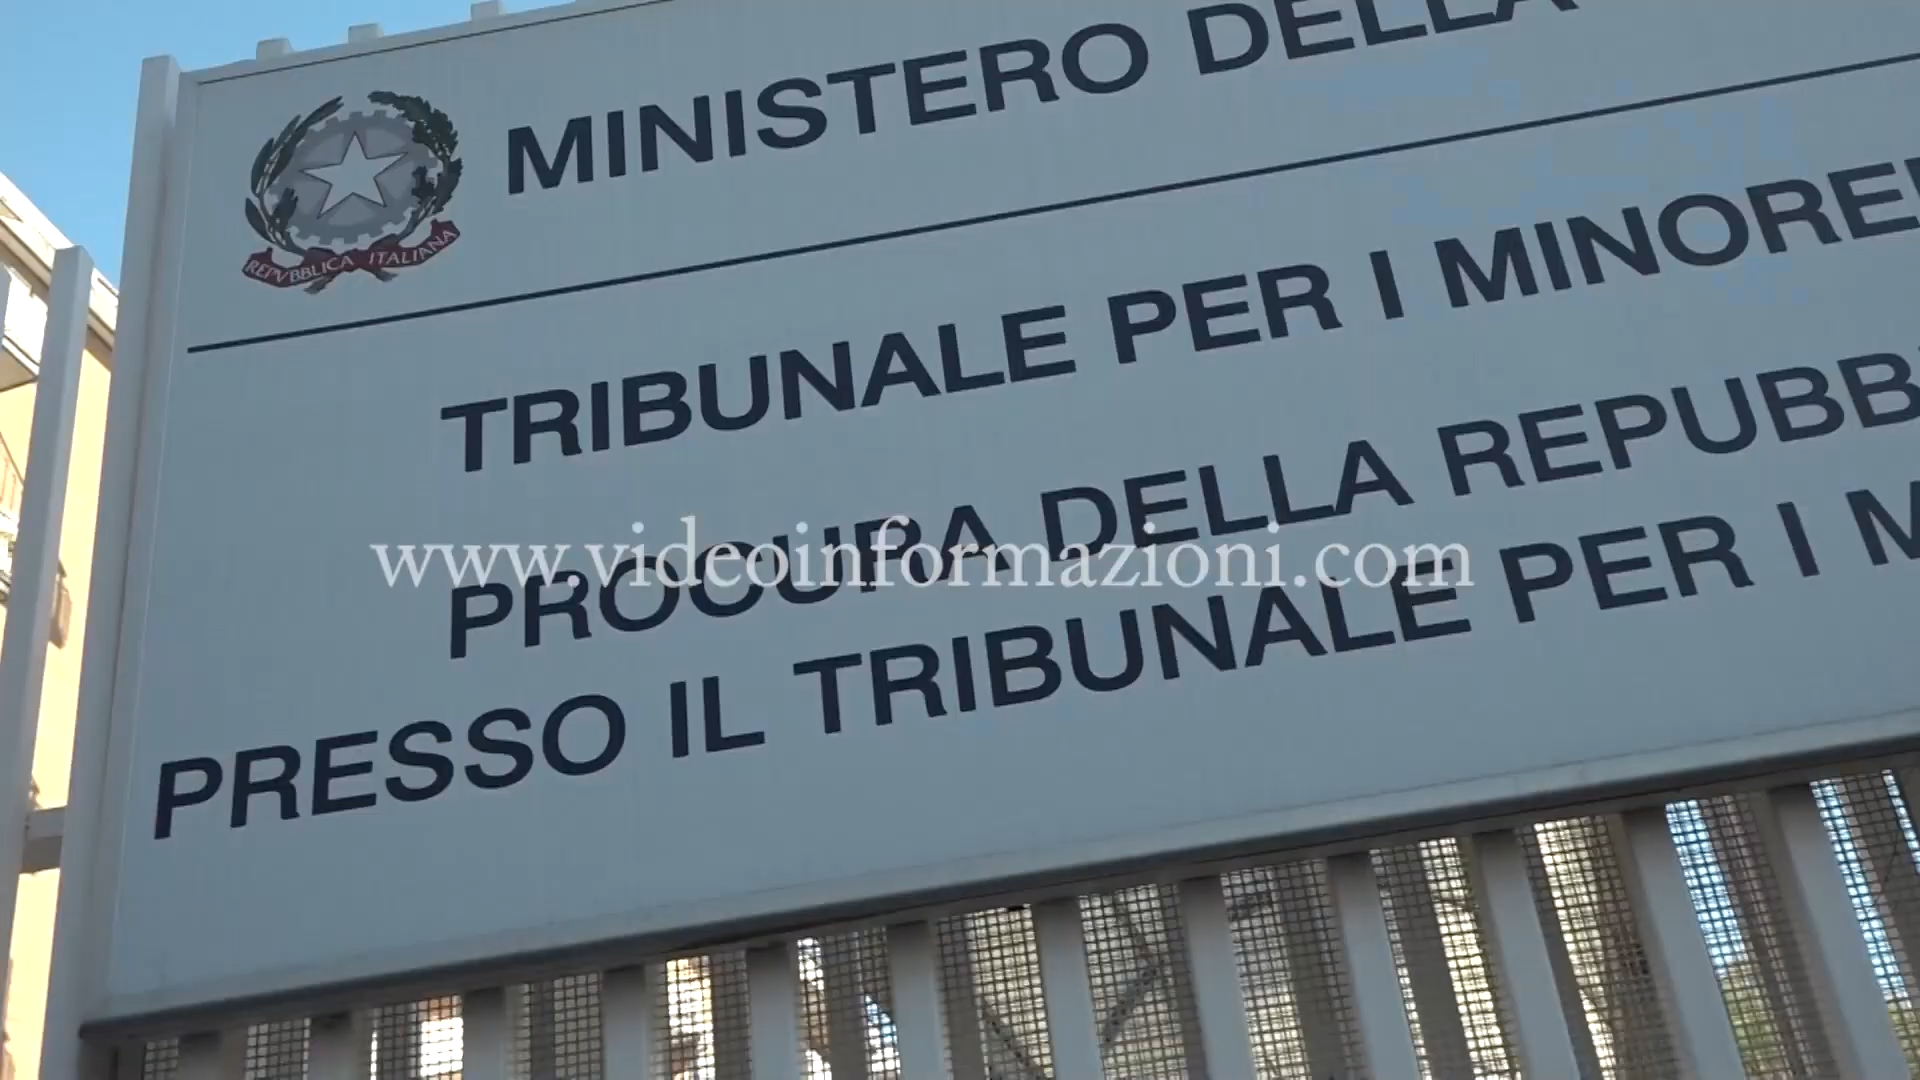 MINISTERO DELLA
REPVBBLICA ITALIANA
TRIBUNALE PER I MINORE
PROCURA DELLA REPUBB
www.videoinformazioni.com
PRESSO IL TRIBUNALE PER I M